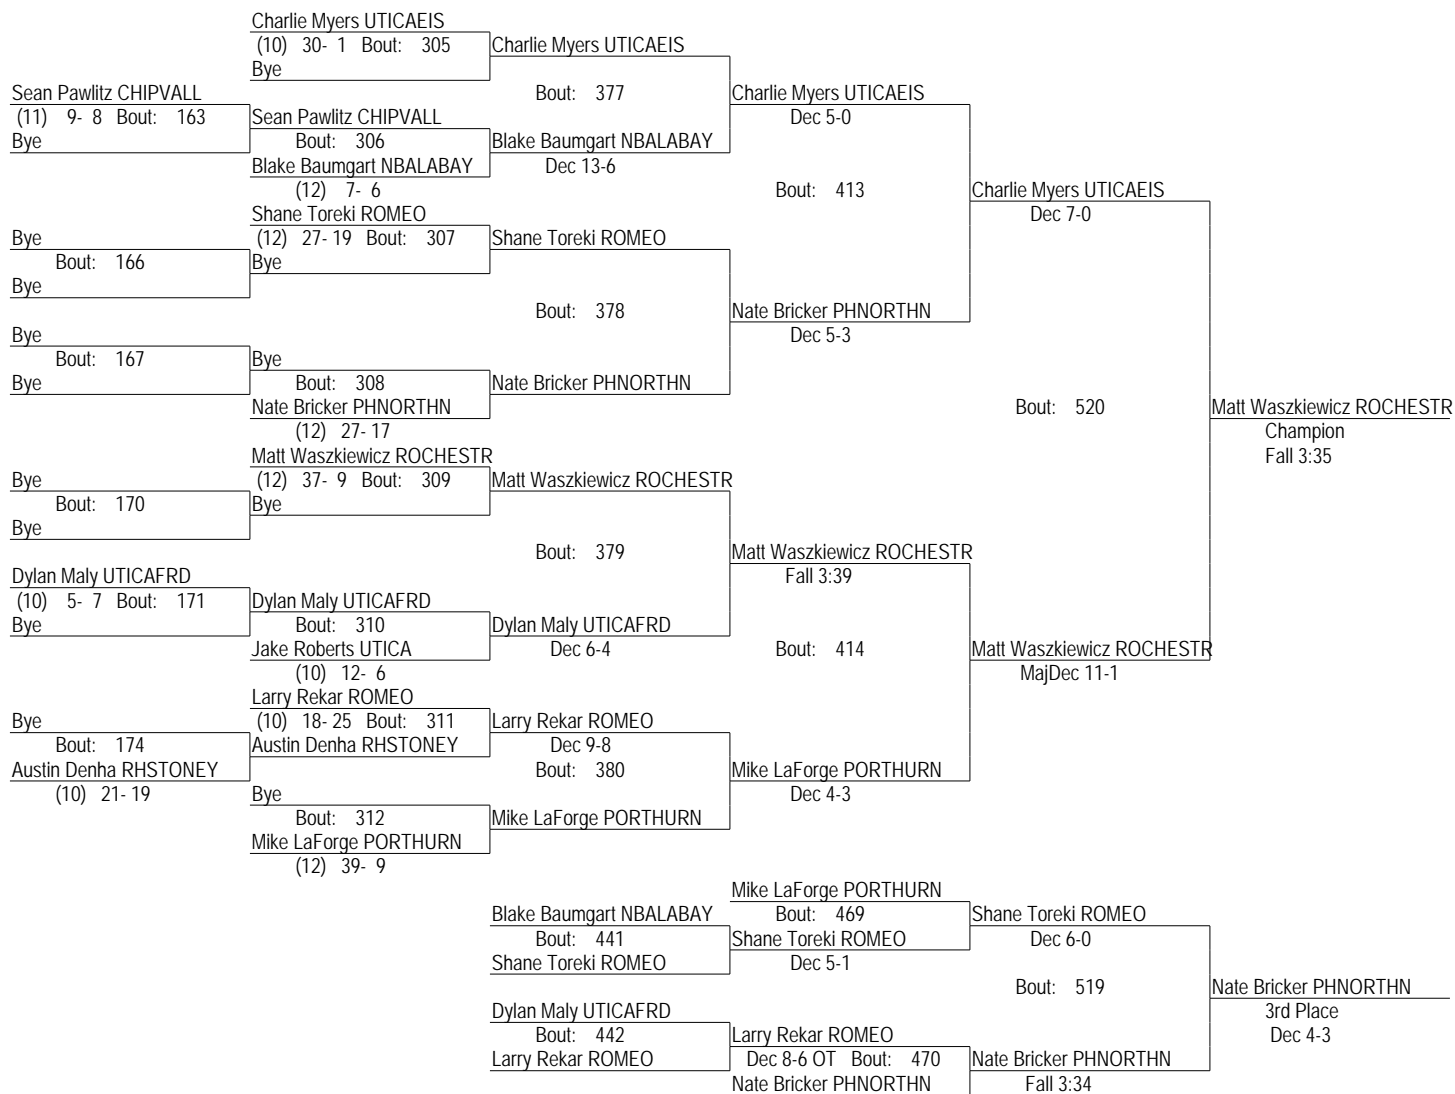 Charlie Myers UTICAEIS
(10) 30- 1 Bout: 305 Charlie Myers UTICAEIS
Bye
Sean Pawlitz CHIPVALL Bout: 377 Charlie Myers UTICAEIS
(11) 9- 8 Bout: 163 Sean Pawlitz CHIPVALL Dec 5-0
Bye Bout: 306 Blake Baumgart NBALABAY
Blake Baumgart NBALABAY Dec 13-6
(12) 7- 6 Bout: 413 Charlie Myers UTICAEIS
Shane Toreki ROMEO Dec 7-0
Bye (12) 27- 19 Bout: 307 Shane Toreki ROMEO
Bout: 166 Bye
Bye
Bout: 378 Nate Bricker PHNORTHN
Bye Dec 5-3
Bout: 167 Bye
Bye Bout: 308 Nate Bricker PHNORTHN
Nate Bricker PHNORTHN Bout: 520 Matt Waszkiewicz ROCHESTR
(12) 27- 17 Champion
Matt Waszkiewicz ROCHESTR Fall 3:35
Bye (12) 37- 9 Bout: 309 Matt Waszkiewicz ROCHESTR
Bout: 170 Bye
Bye
Bout: 379 Matt Waszkiewicz ROCHESTR
Dylan Maly UTICAFRD Fall 3:39
(10) 5- 7 Bout: 171 Dylan Maly UTICAFRD
Bye Bout: 310 Dylan Maly UTICAFRD
Jake Roberts UTICA Dec 6-4 Bout: 414 Matt Waszkiewicz ROCHESTR
(10) 12- 6 MajDec 11-1
Larry Rekar ROMEO
Bye (10) 18- 25 Bout: 311 Larry Rekar ROMEO
Bout: 174 Austin Denha RHSTONEY Dec 9-8
Austin Denha RHSTONEY Bout: 380 Mike LaForge PORTHURN
(10) 21- 19 Bye Dec 4-3
Bout: 312 Mike LaForge PORTHURN
Mike LaForge PORTHURN
(12) 39- 9
Mike LaForge PORTHURN
Blake Baumgart NBALABAY Bout: 469 Shane Toreki ROMEO
Bout: 441 Shane Toreki ROMEO Dec 6-0
Shane Toreki ROMEO Dec 5-1
Bout: 519 Nate Bricker PHNORTHN
Dylan Maly UTICAFRD 3rd Place
Bout: 442 Larry Rekar ROMEO Dec 4-3
Larry Rekar ROMEO Dec 8-6 OT Bout: 470 Nate Bricker PHNORTHN
Nate Bricker PHNORTHN Fall 3:34